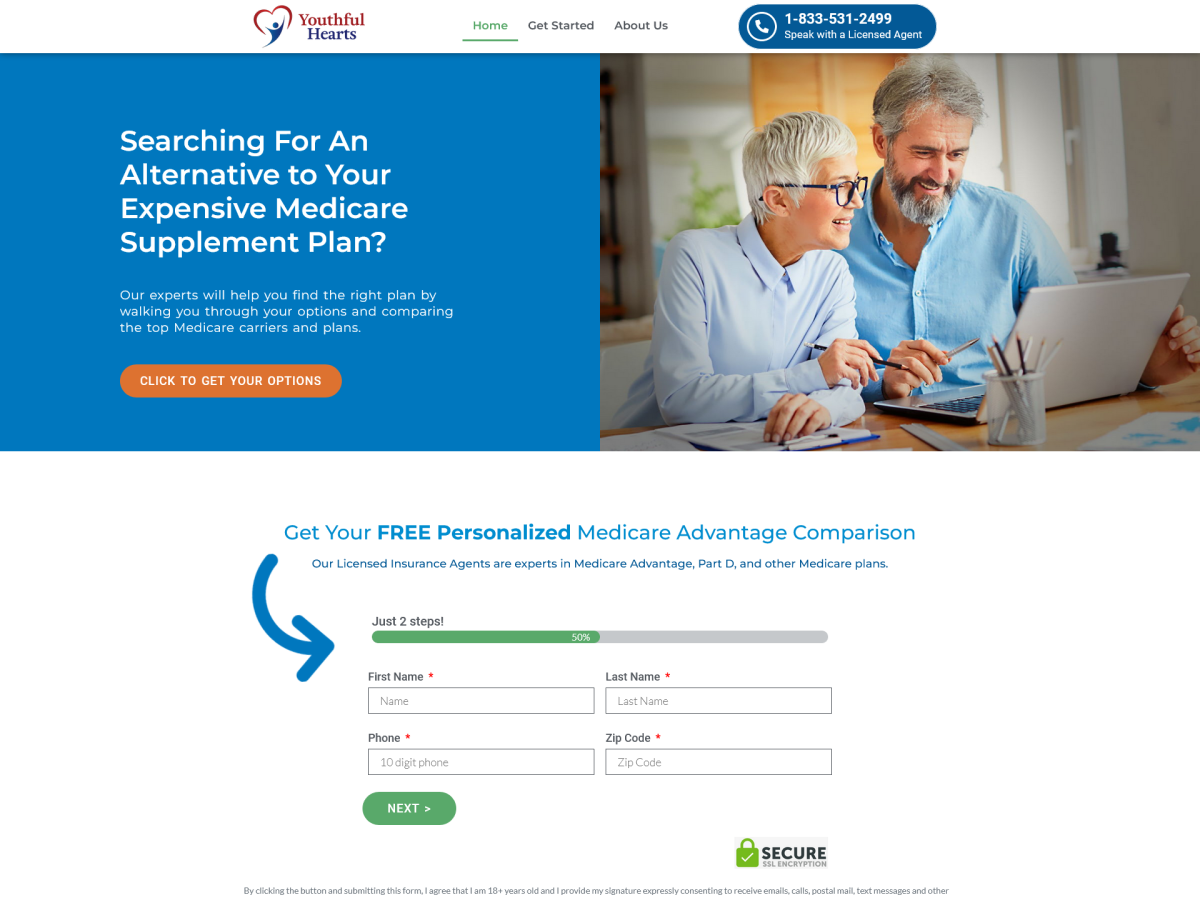 Youthful
Hearts
Home
Get Started
About Us
1-833-531-2499
Speak with a Licensed Agent
Searching For An
Alternative to Your
Expensive Medicare
Supplement Plan?
Our experts will help you find the right plan by
walking you through your options and comparing
the top Medicare carriers and plans.
CLICK TO GET YOUR OPTIONS
Get Your FREE Personalized Medicare Advantage Comparison
Our Licensed Insurance Agents are experts in Medicare Advantage, Part D, and other Medicare plans.
Just 2 steps!
50%
First Name *
Last Name *
Name
Last Name
Phone *
Zip Code *
10 digit phone
Zip Code
NEXT >
SECURE
SSL ENCRYPTION
By clicking the button and submitting this form, I agree that I am 18+ years old and I provide my signature expressly consenting to receive emails, calls, postal mail, text messages and other